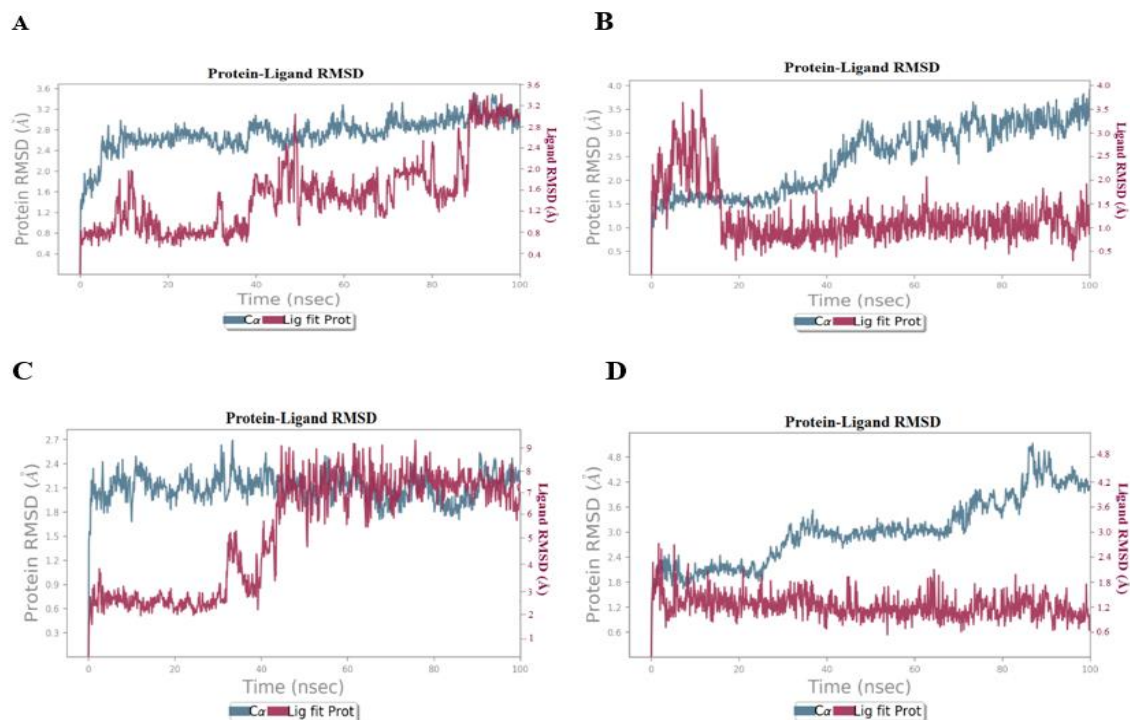 A
Protein-Ligand RMSD
Protein RMSD (Å)
3.6
3.2
2.8
2.4
2.0
1.6
1.2
0.8
0.4
3.6
3.2
2.8
2.4
2.0
1.6
1.2
0.8
0.4
Ligand RMSD (Å)
0 20 40 60 80 100
Time (nsec)
Cα Lig fit Prot
B
Protein-Ligand RMSD
Protein RMSD (Å)
4.0
3.5
3.0
2.5
2.0
1.5
1.0
0.5
4.0
3.5
3.0
2.5
2.0
1.5
1.0
0.5
Ligand RMSD (Å)
0 20 40 60 80 100
Time (nsec)
Cα Lig fit Prot
C
Protein-Ligand RMSD
Protein RMSD (Å)
2.7
2.4
2.1
1.8
1.5
1.2
0.9
0.6
0.3
9
8
7
6
5
4
3
2
1
Ligand RMSD (Å)
0 20 40 60 80 100
Time (nsec)
Cα Lig fit Prot
D
Protein-Ligand RMSD
Protein RMSD (Å)
4.8
4.2
3.6
3.0
2.4
1.8
1.2
0.6
4.8
4.2
3.6
3.0
2.4
1.8
1.2
0.6
Ligand RMSD (Å)
0 20 40 60 80 100
Time (nsec)
Cα Lig fit Prot